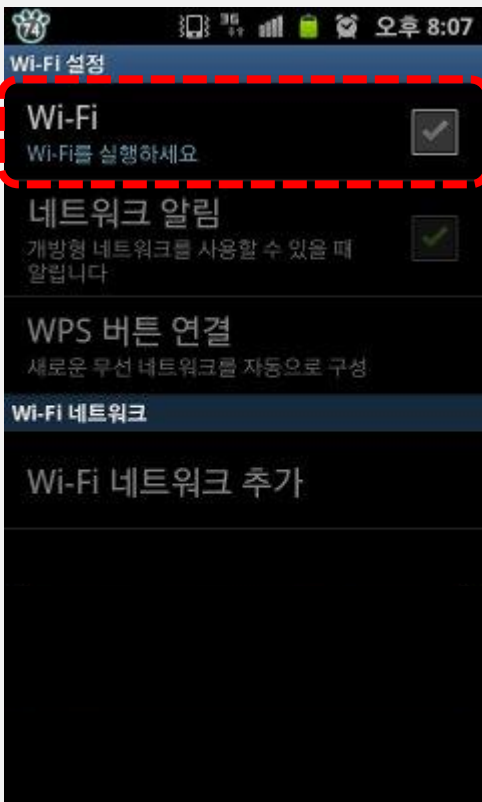 74 3G 오후 8:07
Wi-Fi 설정
Wi-Fi
Wi-Fi를 실행하세요
네트워크 알림
개방형 네트워크를 사용할 수 있을 때
알립니다
WPS 버튼 연결
새로운 무선 네트워크를 자동으로 구성
Wi-Fi 네트워크
Wi-Fi 네트워크 추가